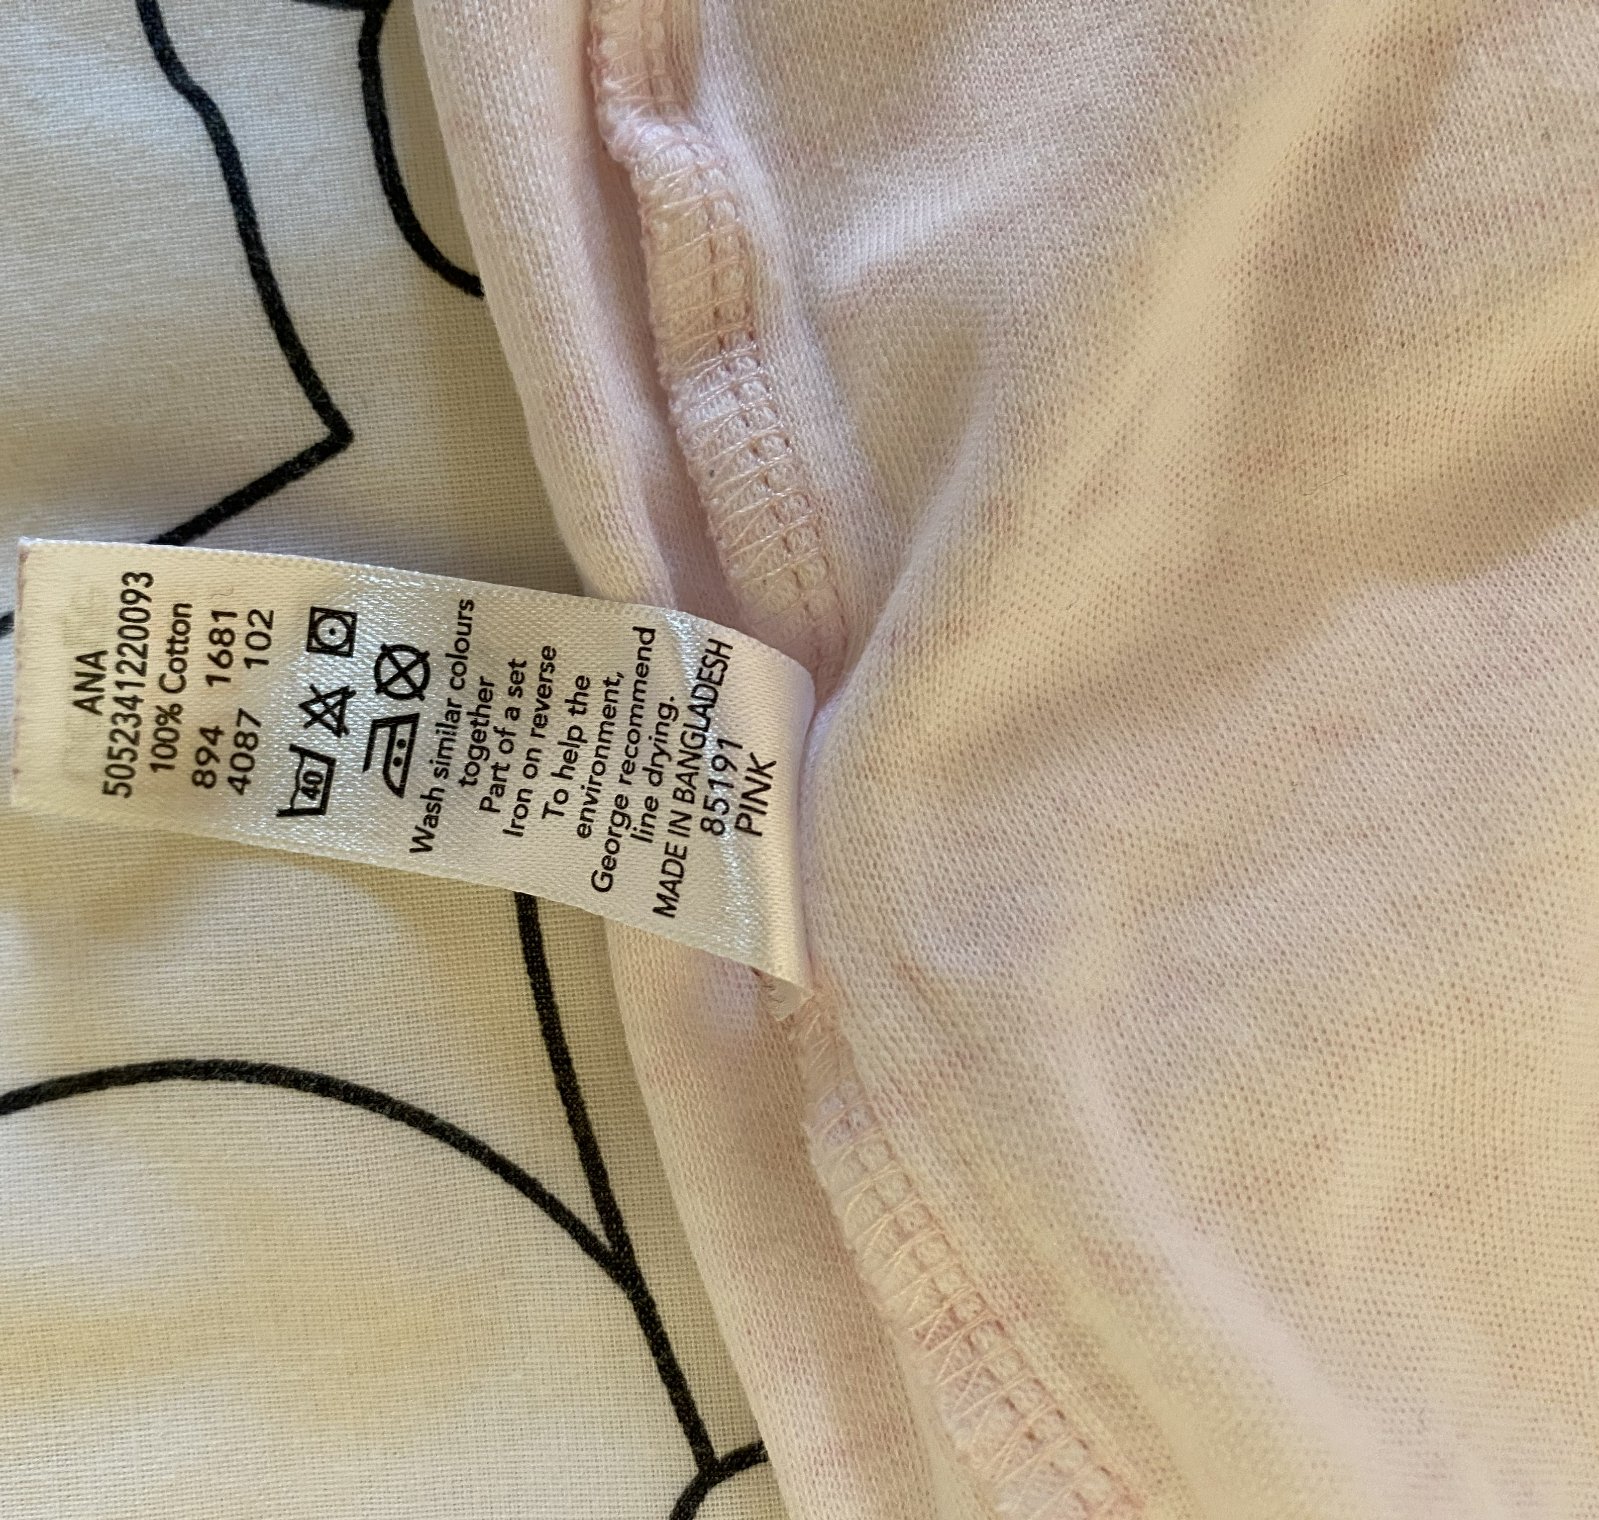 ANA
5052341220093
100% Cotton
894 1681
4087 102
40
Wash similar colours
together
Part of a set
Iron on reverse
To help the
environment,
George recommend
line drying.
MADE IN BANGLADESH
85191
PINK